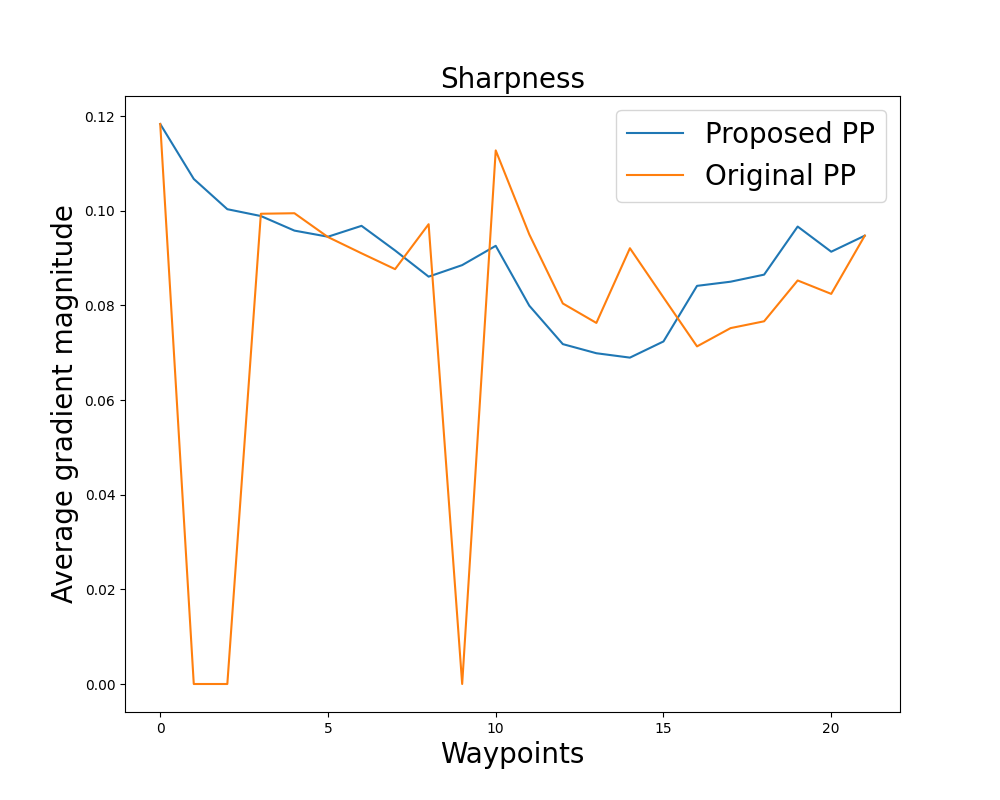 Sharpness
Proposed PP
Original PP
Average gradient magnitude
0.12
0.10
0.08
0.06
0.04
0.02
0.00
0 5 10 15 20
Waypoints